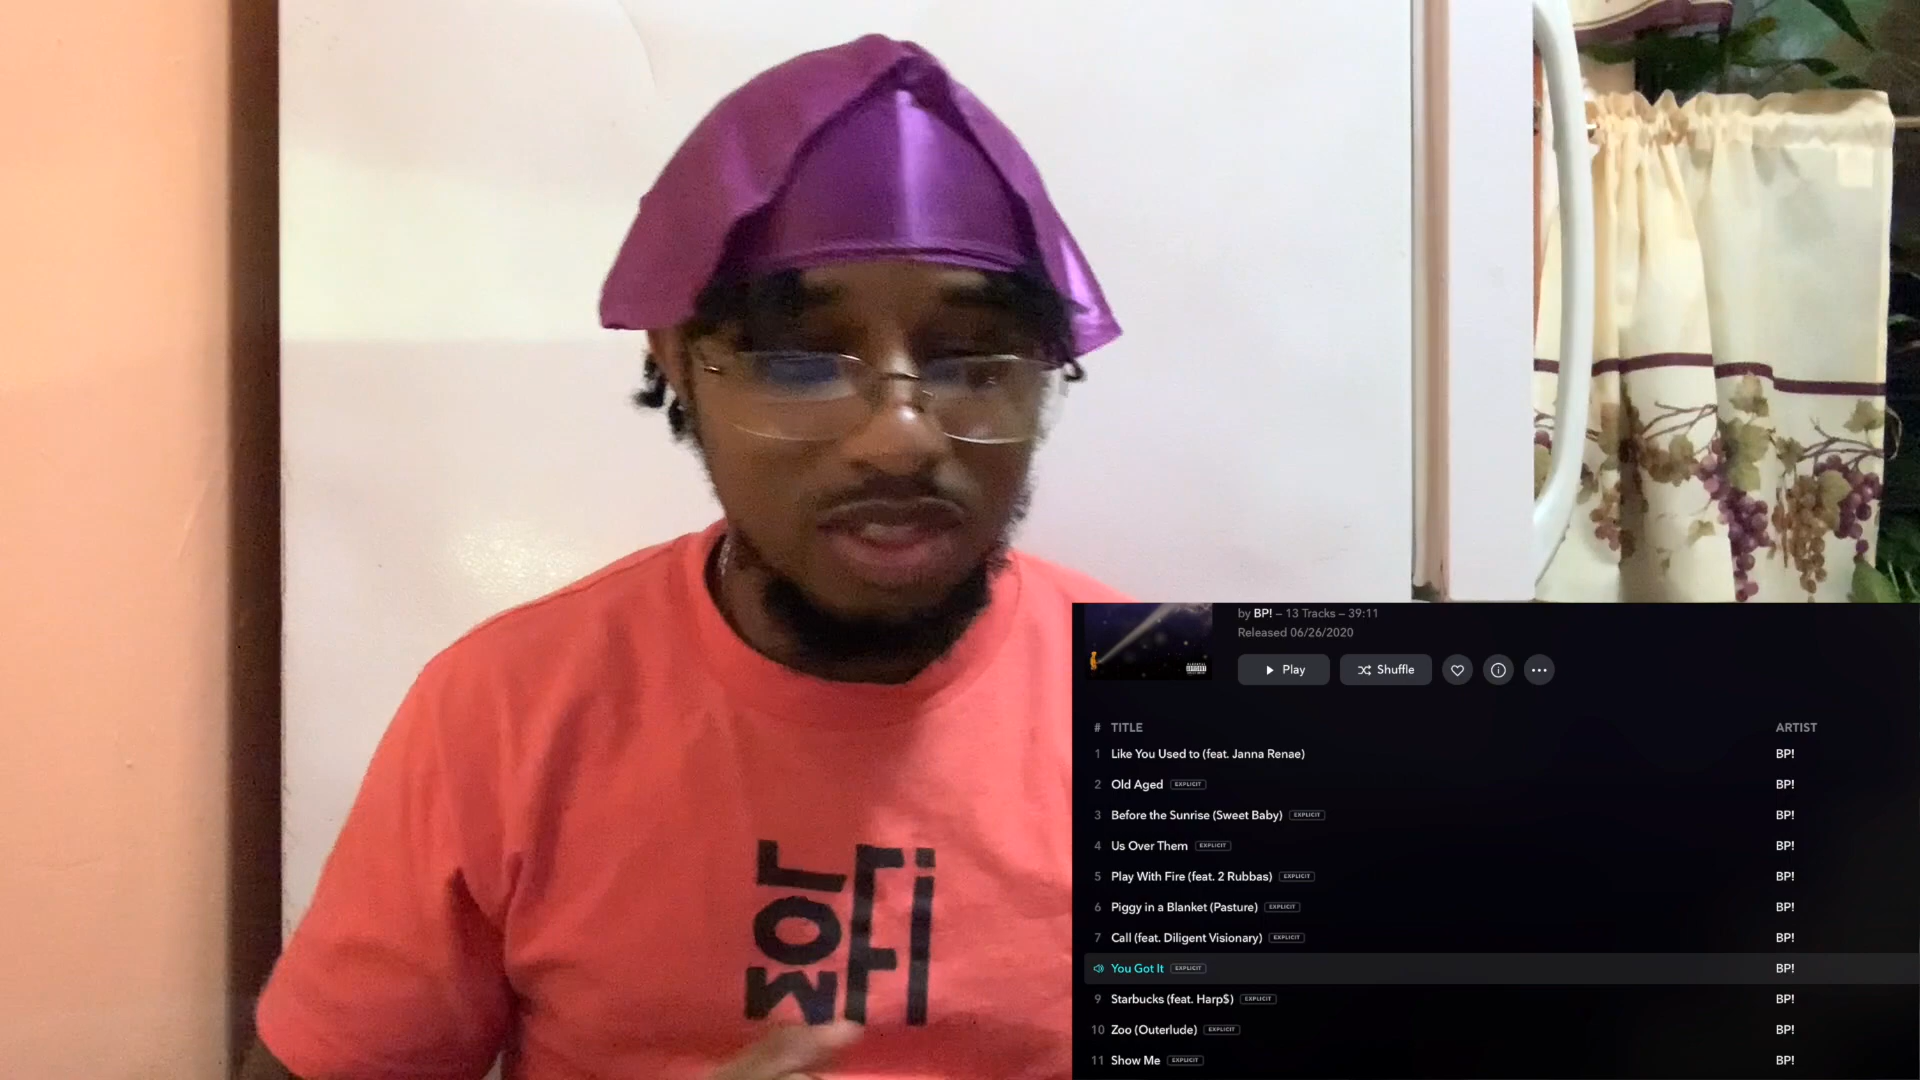 by BP! – 13 Tracks – 39:11
Released 06/26/2020
Play Shuffle
# TITLE ARTIST
1 Like You Used to (feat. Janna Renae) BP!
2 Old Aged EXPLICIT BP!
3 Before the Sunrise (Sweet Baby) EXPLICIT BP!
4 Us Over Them EXPLICIT BP!
5 Play With Fire (feat. 2 Rubbas) EXPLICIT BP!
6 Piggy in a Blanket (Pasture) EXPLICIT BP!
7 Call (feat. Diligent Visionary) EXPLICIT BP!
You Got It EXPLICIT BP!
9 Starbucks (feat. Harp$) EXPLICIT BP!
10 Zoo (Outerlude) EXPLICIT BP!
11 Show Me EXPLICIT BP!